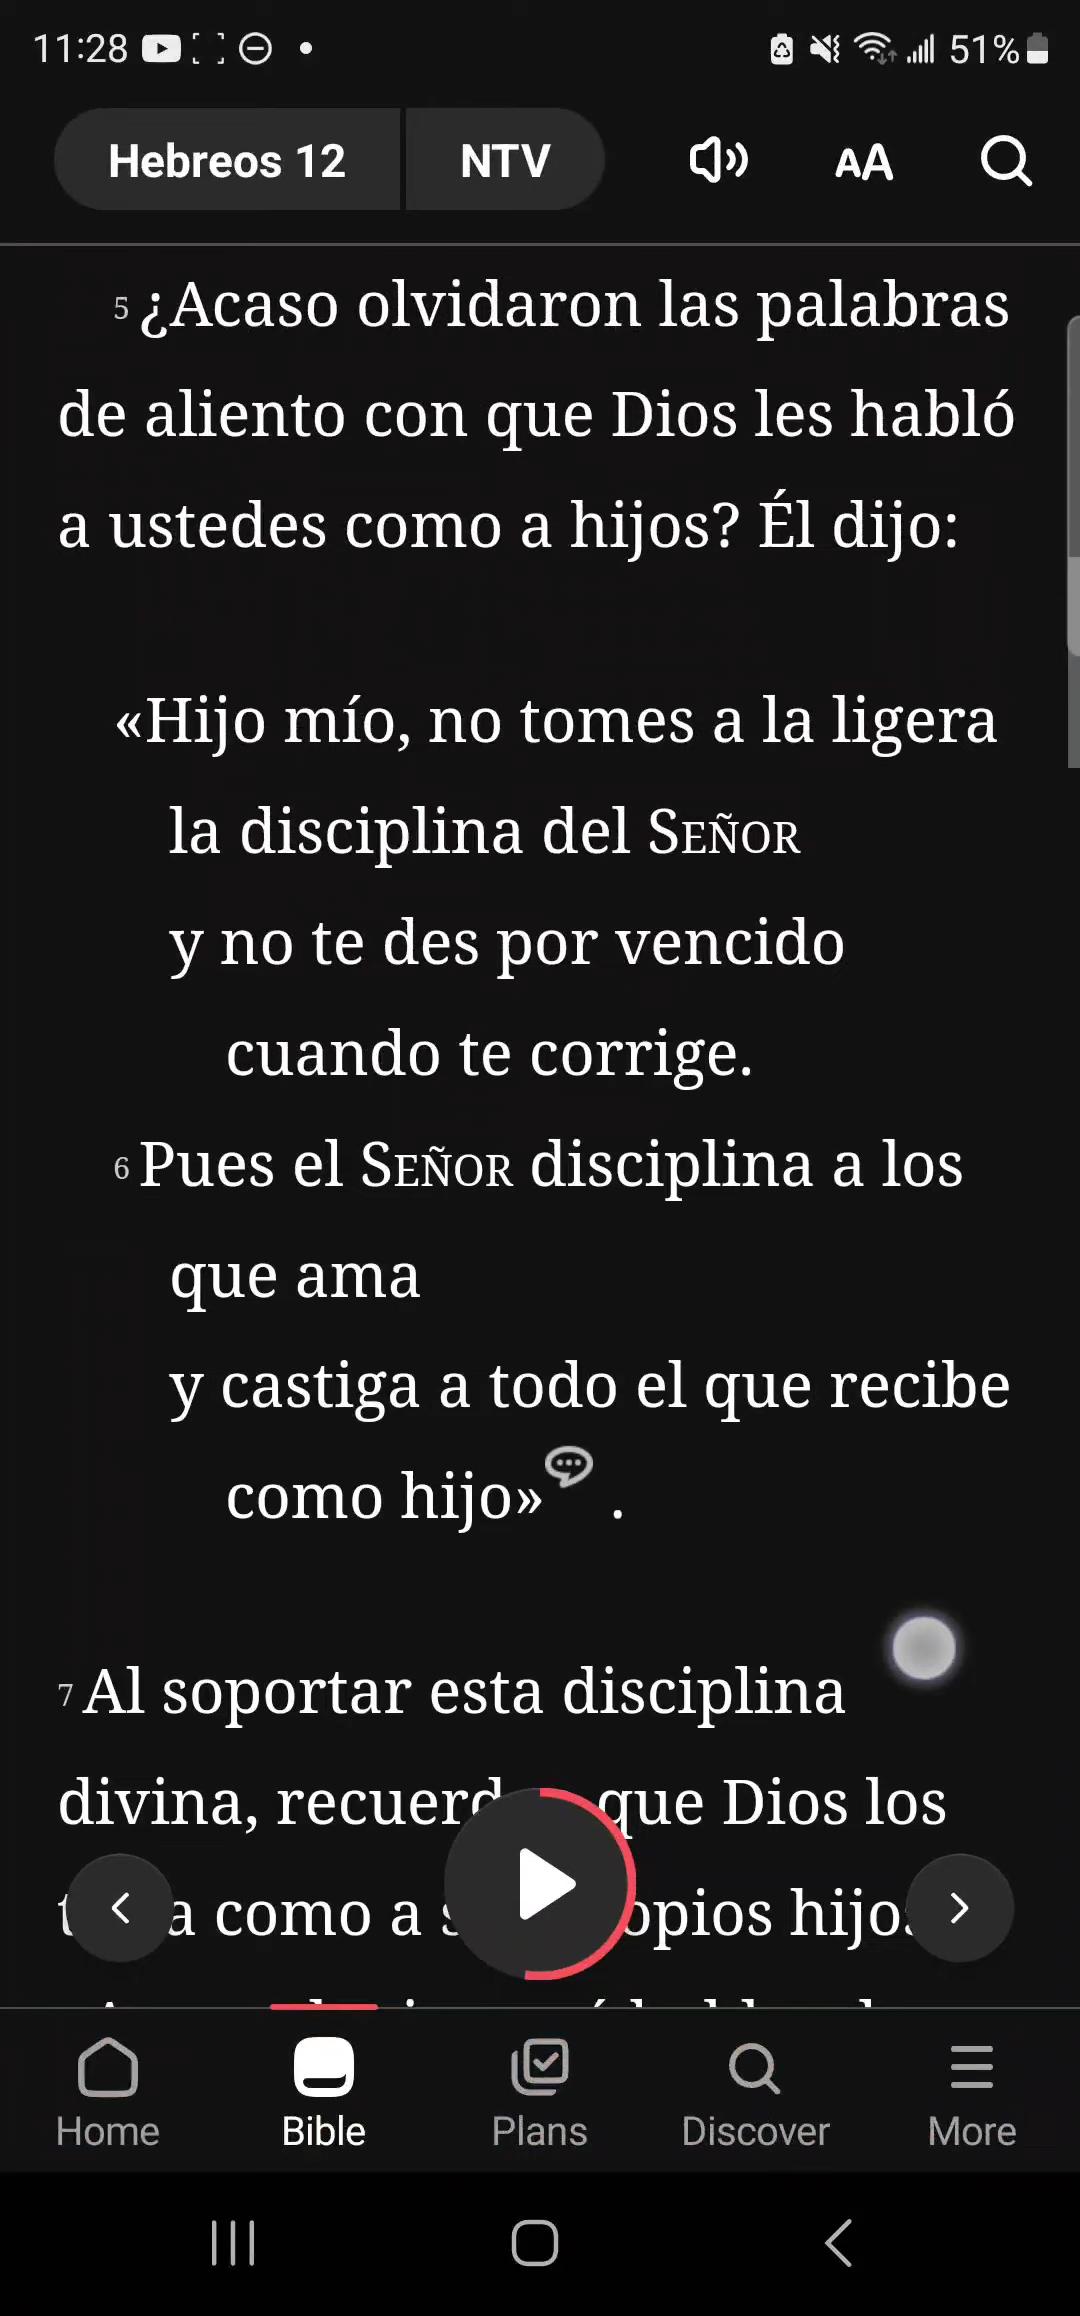 11:28 51%
Hebreos 12 NTV AA
5 ¿Acaso olvidaron las palabras
de aliento con que Dios les habló
a ustedes como a hijos? Él dijo:
«Hijo mío, no tomes a la ligera
la disciplina del SEÑOR
y no te des por vencido
cuando te corrige.
6 Pues el SEÑOR disciplina a los
que ama
y castiga a todo el que recibe
como hijo» .
7 Al soportar esta disciplina
divina, que Dios los
como a hijos
Home Bible Plans Discover More